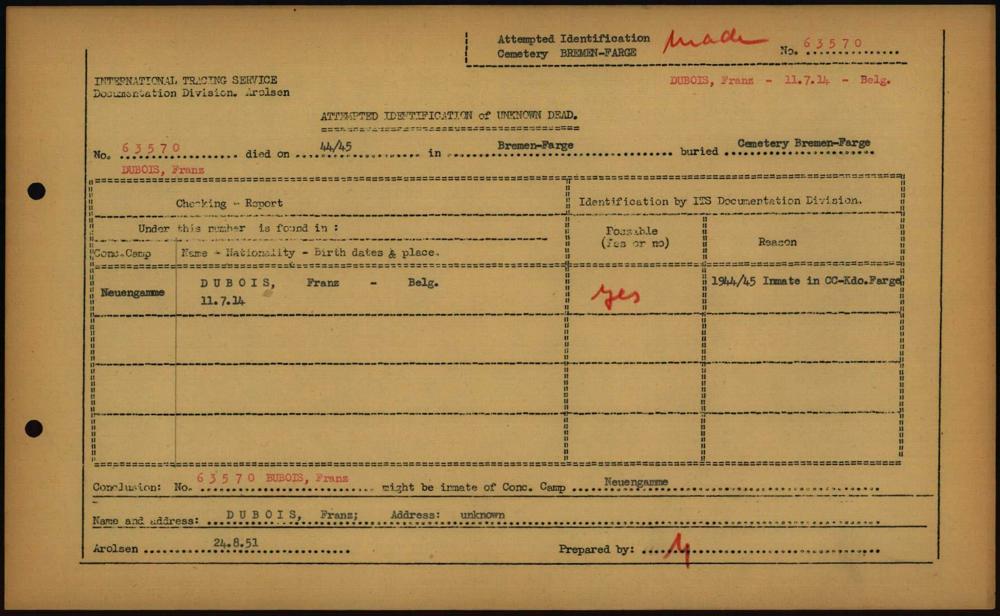 Attempted Identification
Cemetery BREMEN-FARGE made No. 63570
DUBOIS, Franz - 11.7.14 - Belg.
INTERNATIONAL TRACING SERVICE
Documentation Division. Arolsen
ATTEMPTED IDENTIFICATION of UNKNOWN DEAD.
No. 63570 died on 44/45 in Bremen-Farge buried Cemetery Bremen-Farge
DUBOIS, Franz
Checking - Report
Identification by ITS Documentation Division.
Under this number is found in :
Possable
(Yes or no)
Reason
Conc.Camp Name - Nationality - Birth dates & place.
Neuengamme
DUBOIS, Franz - Belg.
11.7.14
yes
1944/45 Inmate in CC-Kdo.Farge
Conclusion: No. 63570 BUBOIS, Franz might be inmate of Conc. Camp Neuengamme
Name and address: DUBOIS, Franz; Address: unknown
Arolsen 24.8.51 Prepared by: